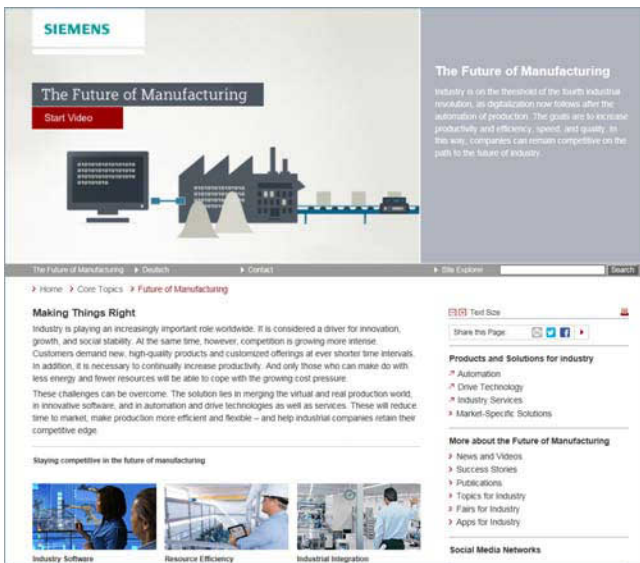 SIEMENS
The Future of Manufacturing
Start Video
The Future of Manufacturing
Industry is on the threshold of the fourth industrial
revolution, as digitalization now follows after the
automation of production. The goals are to increase
productivity and efficiency, speed, and quality. In
this way, companies can remain competitive on the
path to the future of industry.
The Future of Manufacturing
Deutsch
Contact
Site Explorer
Search
Home
Core Topics
Future of Manufacturing
Making Things Right
Industry is playing an increasingly important role worldwide. It is considered a driver for innovation,
growth, and social stability. At the same time, however, competition is growing more intense.
Customers demand new, high-quality products and customized offerings at ever shorter time intervals.
In addition, it is necessary to continually increase productivity. And only those who can make do with
less energy and fewer resources will be able to cope with the growing cost pressure.
These challenges can be overcome. The solution lies in merging the virtual and real production world,
in innovative software, and in automation and drive technologies as well as services. These will reduce
time to market, make production more efficient and flexible – and help industrial companies retain their
competitive edge.
Staying competitive in the future of manufacturing
Industry Software
Resource Efficiency
Industrial Integration
Text Size
Share this Page:
Products and Solutions for industry
Automation
Drive Technology
Industry Services
Market-Specific Solutions
More about the Future of Manufacturing
News and Videos
Success Stories
Publications
Topics for Industry
Fairs for Industry
Apps for Industry
Social Media Networks